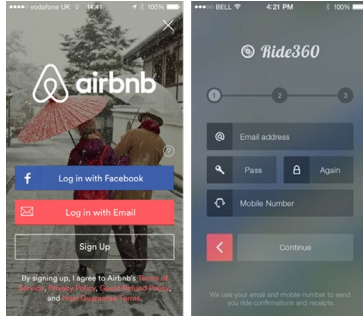 vodafone UK 14:41 100%
airbnb
Log in with Facebook
Log in with Email
Sign Up
By signing up, I agree to Airbnb's Terms of
Service, Privacy Policy, Guest Refund Policy,
and Host Guarantee Terms.
BELL 4:21 PM 100%
Ride360
1 2 3
Email address
Pass Again
Mobile Number
Continue
We use your email and mobile number to send
you ride confirmations and receipts.